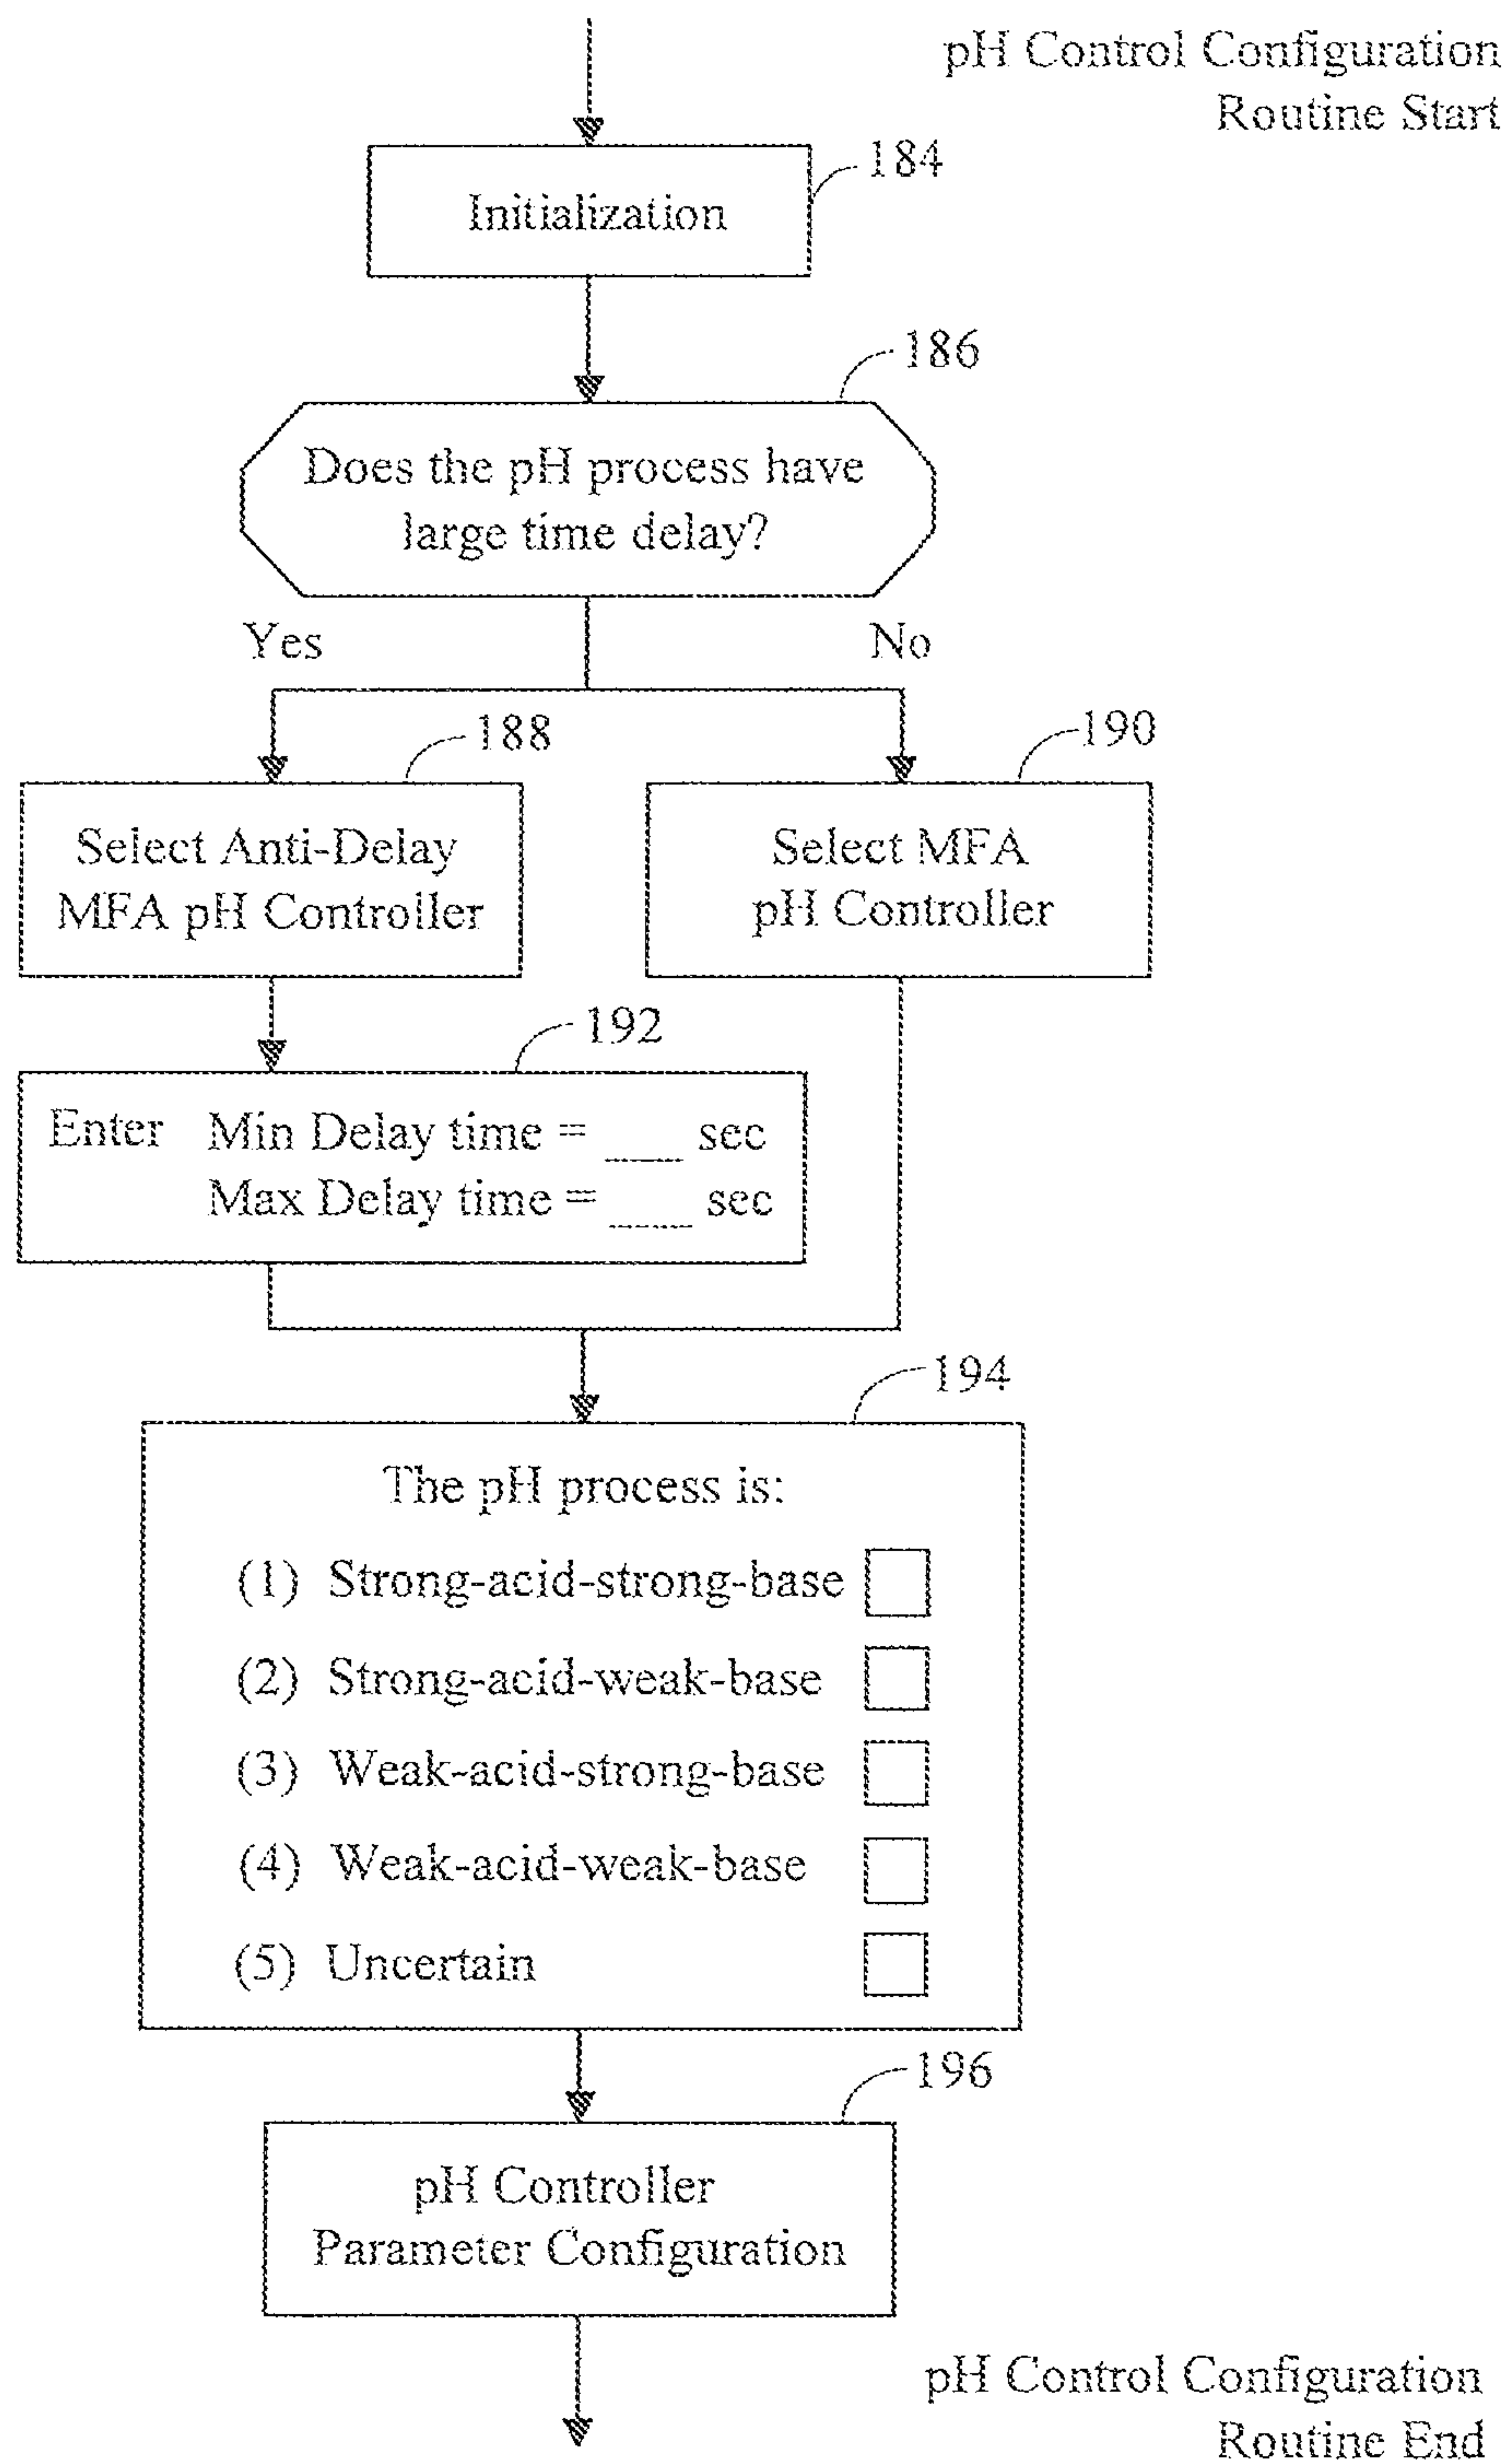 pH Control Configuration
Routine Start
184
Initialization
186
Does the pH process have
large time delay?
Yes
No
188
190
Select Anti-Delay
MFA pH Controller
Select MFA
pH Controller
192
Enter Min Delay time = ___ sec
Max Delay time = ___ sec
194
The pH process is:
(1) Strong-acid-strong-base
(2) Strong-acid-weak-base
(3) Weak-acid-strong-base
(4) Weak-acid-weak-base
(5) Uncertain
196
pH Controller
Parameter Configuration
pH Control Configuration
Routine End